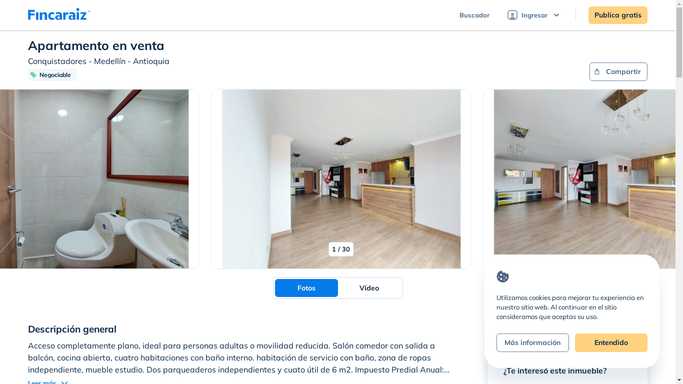 Fincaraiz
Buscador
Ingresar
Publica gratis
Apartamento en venta
Conquistadores - Medellín - Antioquia
Negociable
Compartir
1 / 30
Fotos
Video
Descripción general
Acceso completamente plano, ideal para personas adultas o movilidad reducida. Salón comedor con salida a
balcón, cocina abierta, cuatro habitaciones con baño interno. habitación de servicio con baño, zona de ropas
independiente, mueble estudio. Dos parqueaderos independientes y cuato útil de 6 m2. Impuesto Predial Anual:...
Leer más
Utilizamos cookies para mejorar tu experiencia en
nuestro sitio web. Al continuar en el sitio
consideramos que aceptas su uso.
Más información
Entendido
¿Te interesó este inmueble?